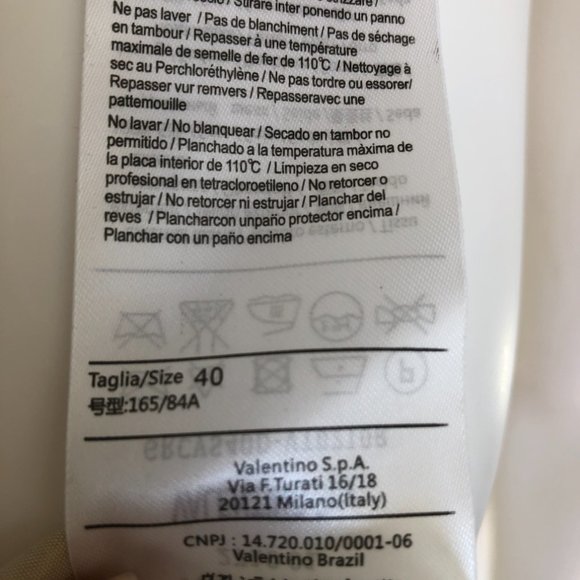 Stirare inter ponendo un panno
Ne pas laver / Pas de blanchiment / Pas de séchage
en tambour / Repasser à une température
maximale de semelle de fer de 110℃ / Nettoyage à
sec au Perchloréthylène / Ne pas tordre ou essorer/
Repasser vur remvers / Repasseravec une
pattemouille
No lavar / No blanquear / Secado en tambor no
permitido / Planchado a la temperatura màxima de
la placa interior de 110℃ / Limpieza en seco
profesional en tetracloroetileno / No retorcer o
estrujar / No retorcer ni estrujar / Planchar del
reves / Plancharcon unpaño protector encima /
Planchar con un paño encima
Taglia/Size 40
号型:165/84A
Valentino S.p.A.
Via F.Turati 16/18
20121 Milano(Italy)
CNPJ : 14.720.010/0001-06
Valentino Brazil